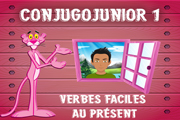 CONJUGOJUNIOR 1
VERBES FACILES
AU PRÉSENT